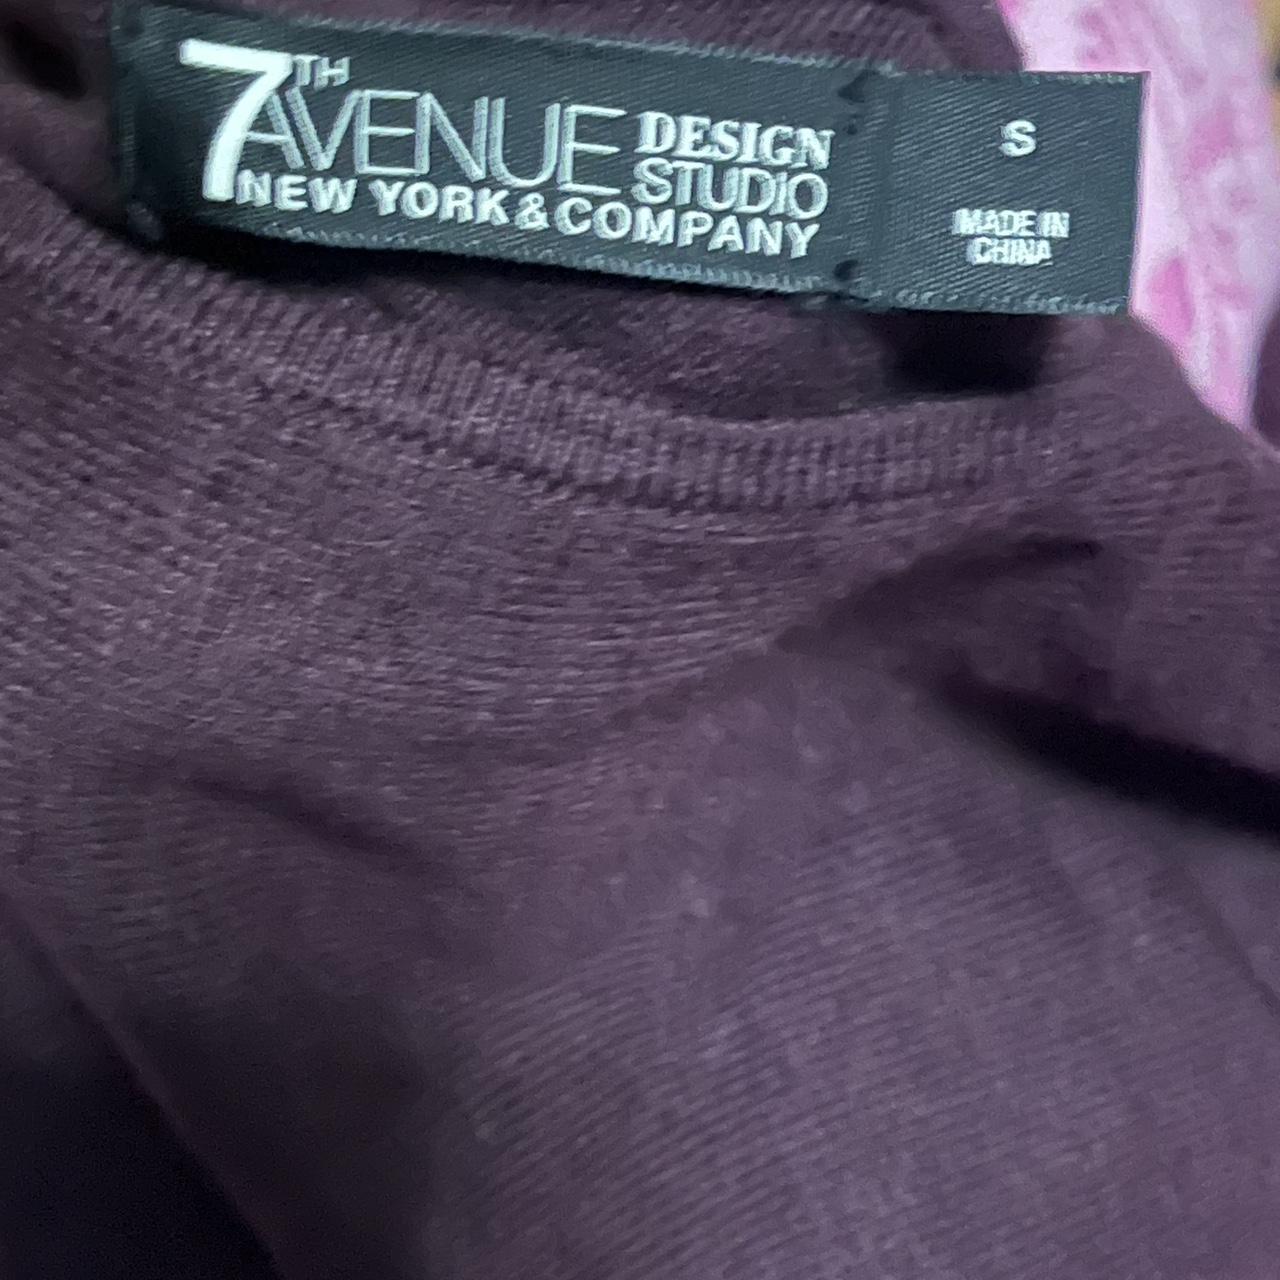 7TH AVENUE DESIGN STUDIO
NEW YORK & COMPANY
S
MADE IN
CHINA